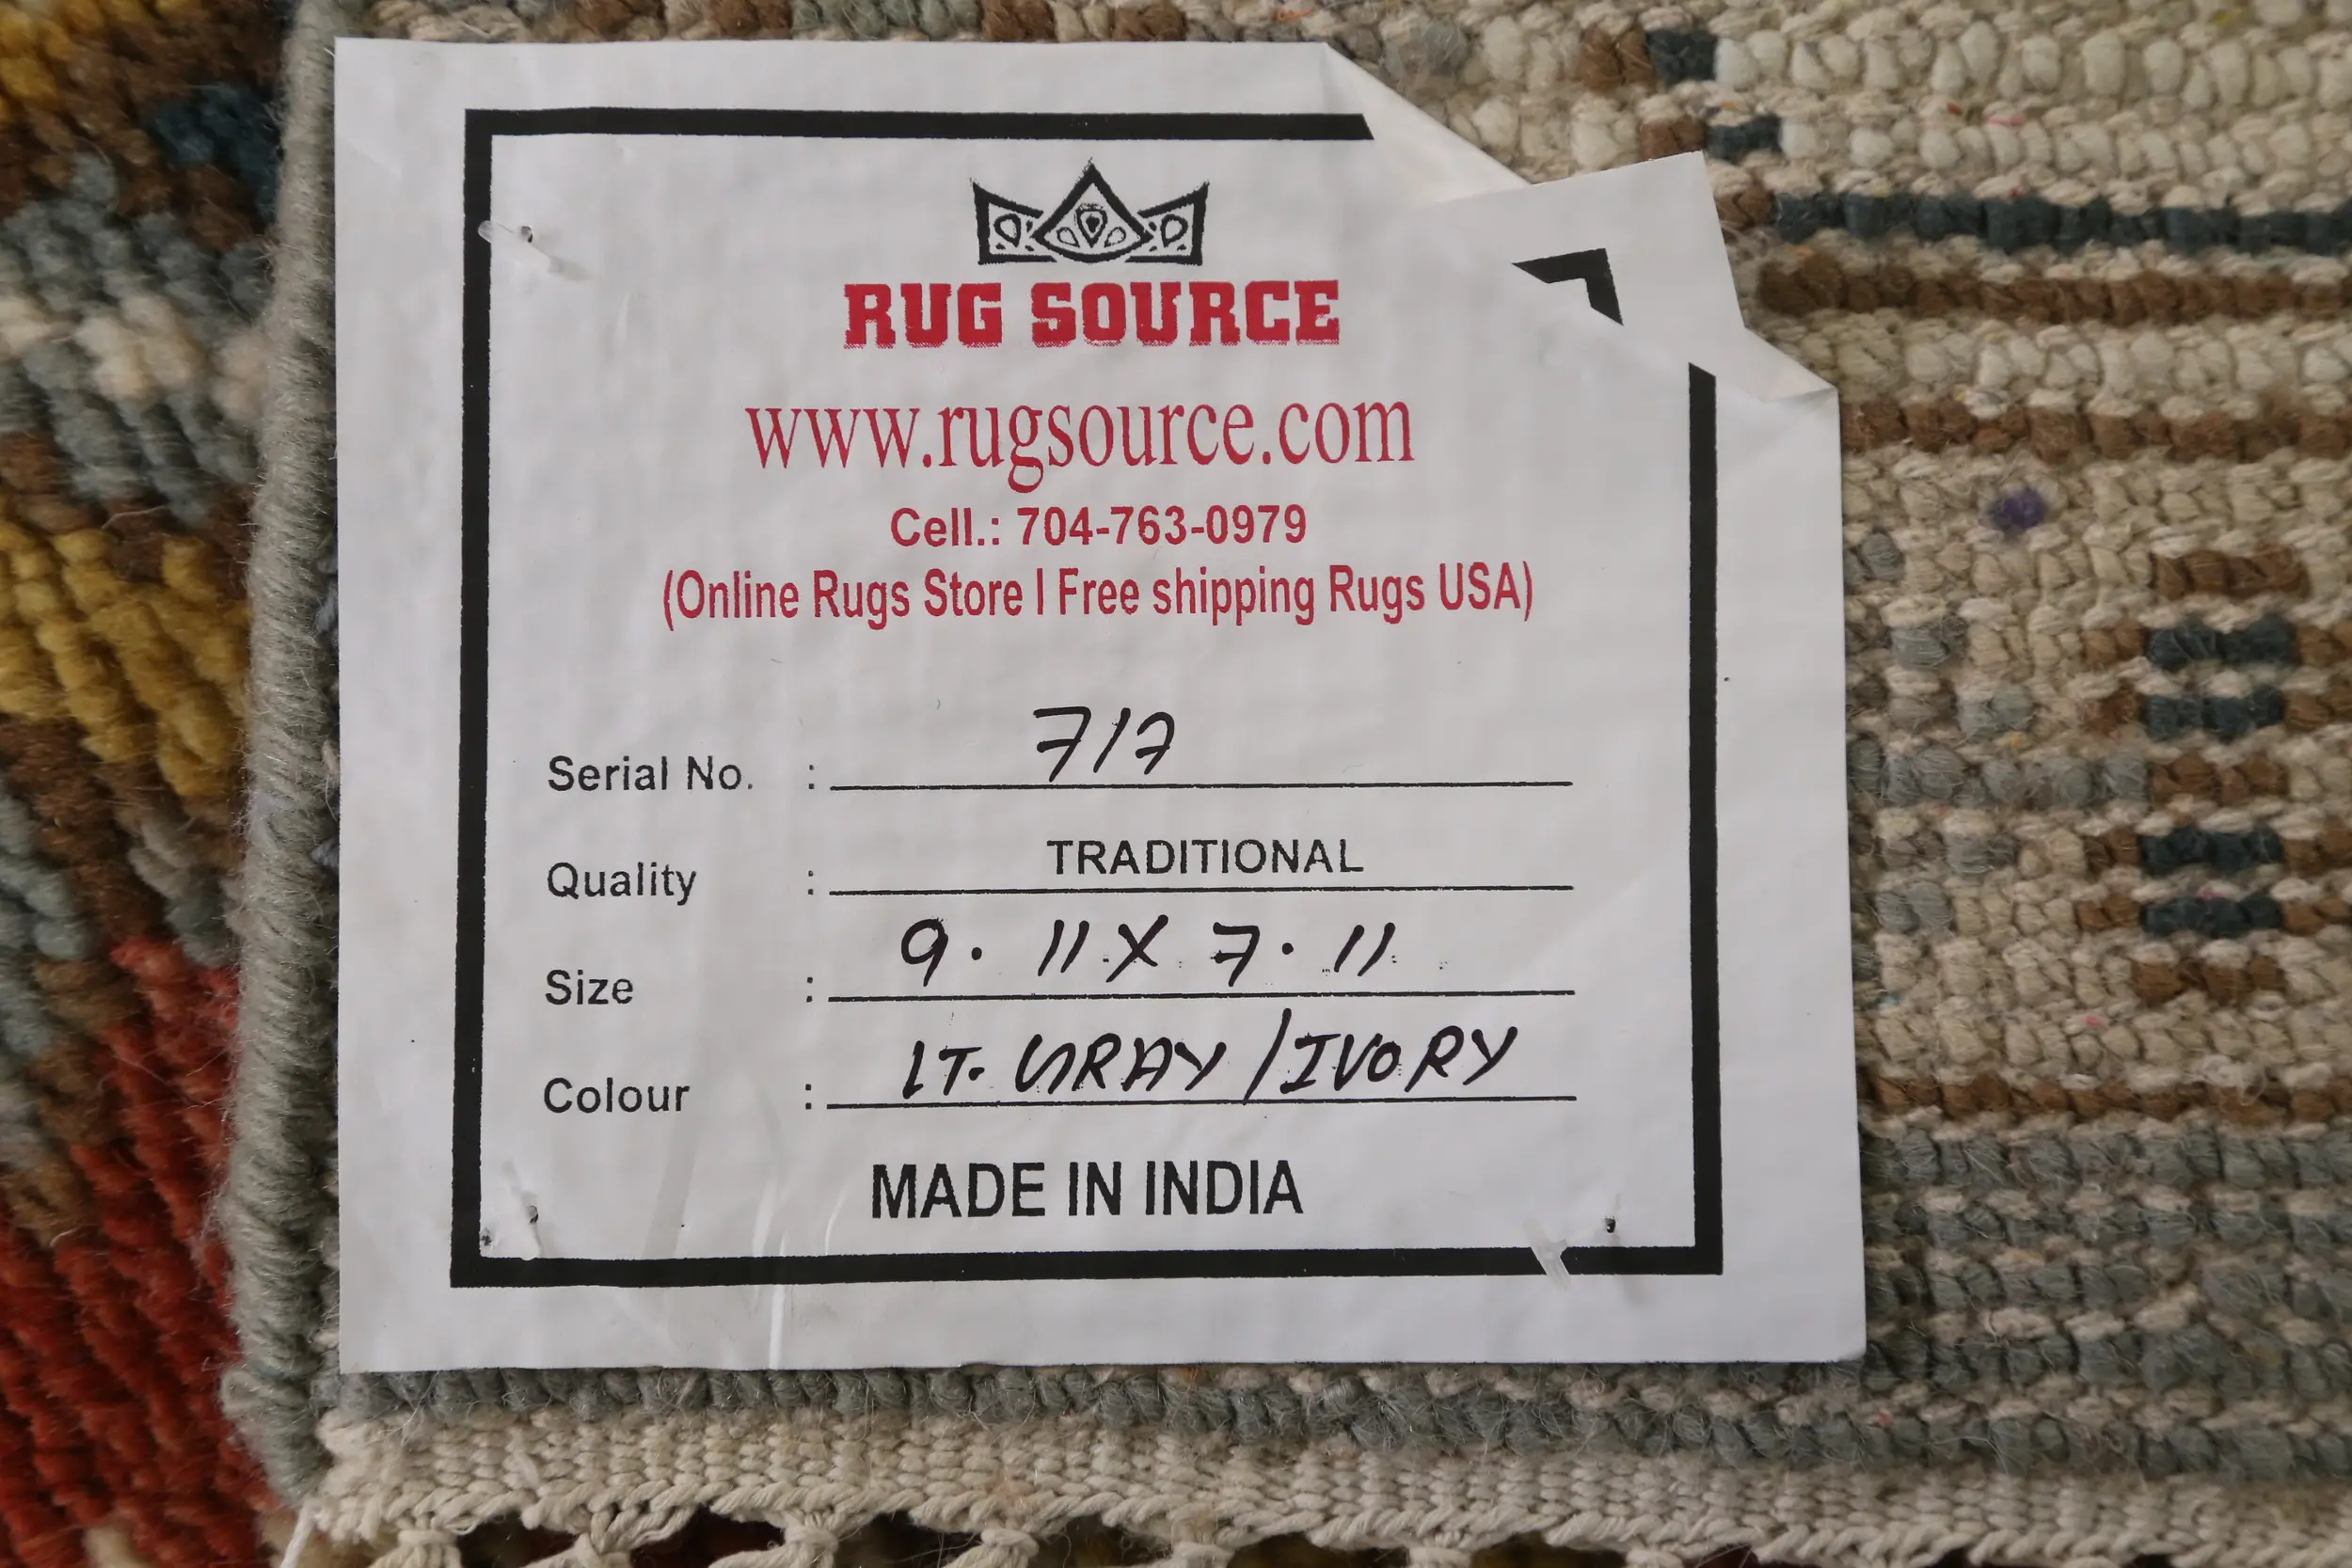 RUG SOURCE
www.rugsource.com
Cell.: 704-763-0979
(Online Rugs Store I Free shipping Rugs USA)
Serial No. : 717
Quality : TRADITIONAL
Size : 9. 11 X 7. 11
Colour : LT. GRAY / IVORY
MADE IN INDIA